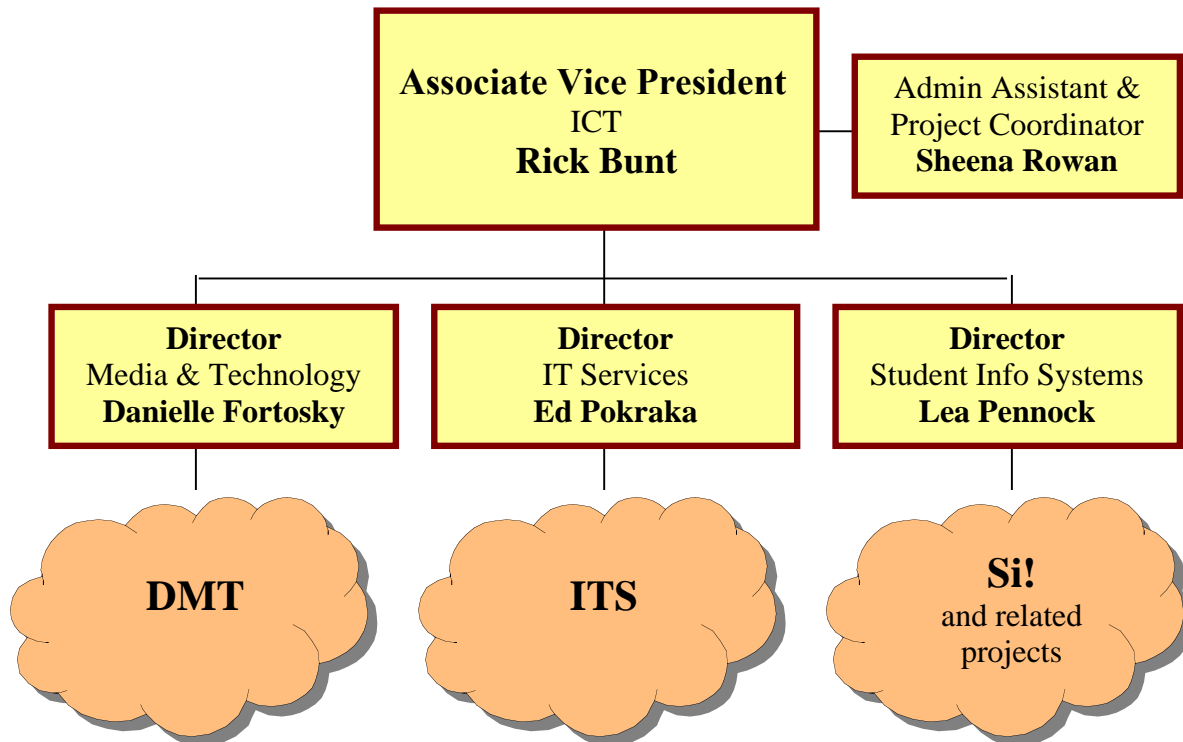 Associate Vice President
ICT
Rick Bunt
Admin Assistant &
Project Coordinator
Sheena Rowan
Director
Media & Technology
Danielle Fortosky
Director
IT Services
Ed Pokraka
Director
Student Info Systems
Lea Pennock
DMT
ITS
Si!
and related
projects